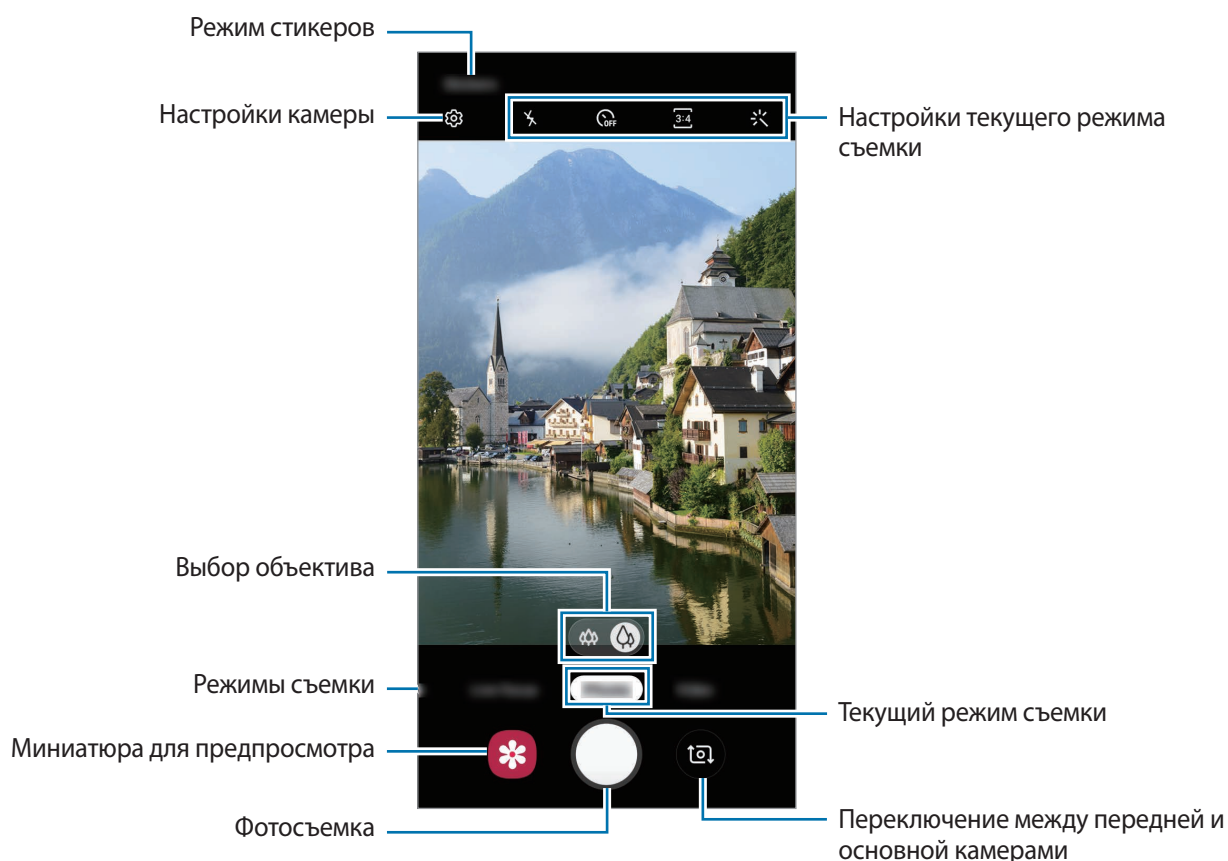 Режим стикеров
Настройки камеры
OFF
3:4
Настройки текущего режима
съемки
Выбор объектива
Режимы съемки
Текущий режим съемки
Миниатюра для предпросмотра
Фотосъемка
Переключение между передней и
основной камерами